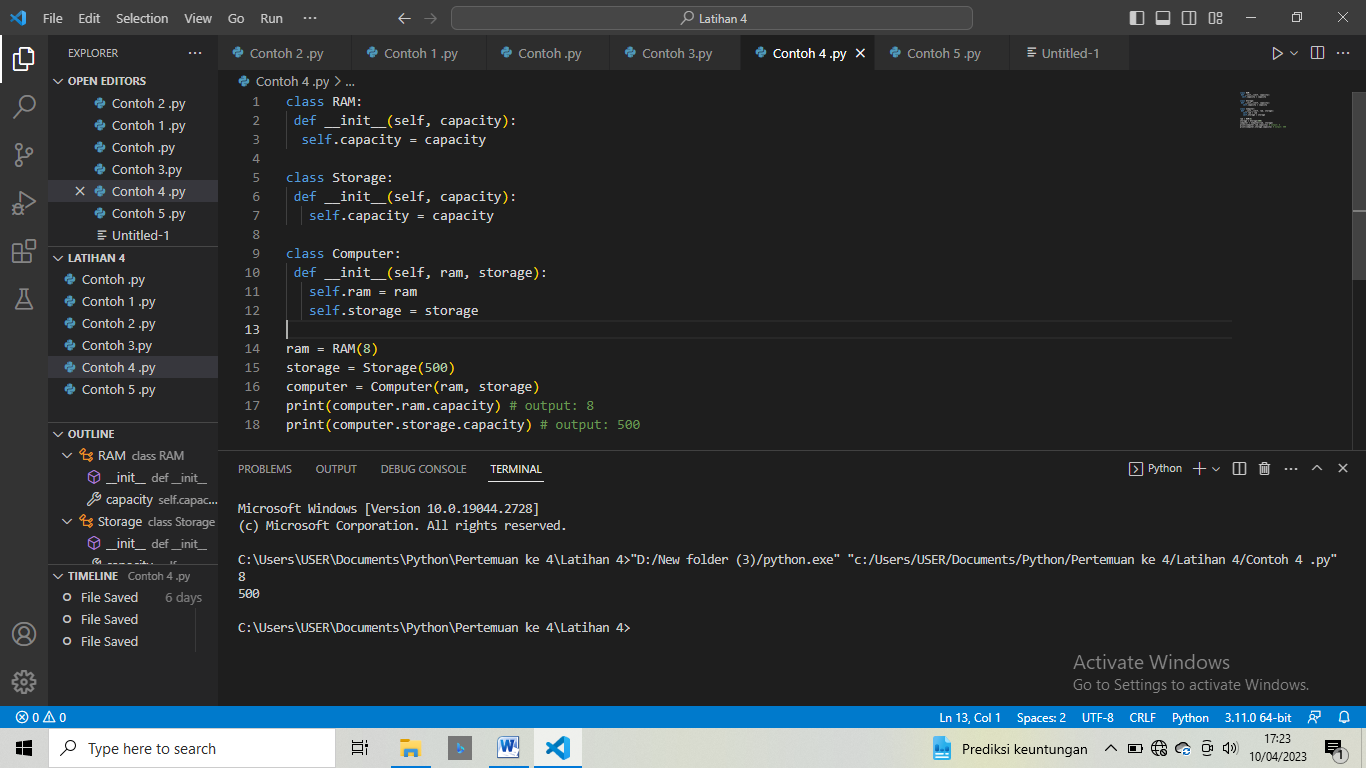 File Edit Selection View Go Run ··· Latihan 4
EXPLORER ···
OPEN EDITORS
Contoh 2 .py
Contoh 1 .py
Contoh .py
Contoh 3.py
Contoh 4 .py
Contoh 5 .py
Untitled-1
LATIHAN 4
Contoh .py
Contoh 1 .py
Contoh 2 .py
Contoh 3.py
Contoh 4 .py
Contoh 5 .py
OUTLINE
RAM class RAM
__init__ def __init__
capacity self.capac...
Storage class Storage
__init__ def __init__
TIMELINE Contoh 4 .py
File Saved 6 days
File Saved
File Saved
Contoh 2 .py Contoh 1 .py Contoh .py Contoh 3.py Contoh 4 .py Contoh 5 .py Untitled-1
Contoh 4 .py > ...
1 class RAM:
2 def __init__(self, capacity):
3 self.capacity = capacity
4
5 class Storage:
6 def __init__(self, capacity):
7 self.capacity = capacity
8
9 class Computer:
10 def __init__(self, ram, storage):
11 self.ram = ram
12 self.storage = storage
13
14 ram = RAM(8)
15 storage = Storage(500)
16 computer = Computer(ram, storage)
17 print(computer.ram.capacity) # output: 8
18 print(computer.storage.capacity) # output: 500
PROBLEMS OUTPUT DEBUG CONSOLE TERMINAL Python
Microsoft Windows [Version 10.0.19044.2728]
(c) Microsoft Corporation. All rights reserved.
C:\Users\USER\Documents\Python\Pertemuan ke 4\Latihan 4>"D:/New folder (3)/python.exe" "c:/Users/USER/Documents/Python/Pertemuan ke 4/Latihan 4/Contoh 4 .py"
8
500
C:\Users\USER\Documents\Python\Pertemuan ke 4\Latihan 4>
Activate Windows
Go to Settings to activate Windows.
0 0 Ln 13, Col 1 Spaces: 2 UTF-8 CRLF Python 3.11.0 64-bit
Type here to search Prediksi keuntungan 17:23
10/04/2023 1